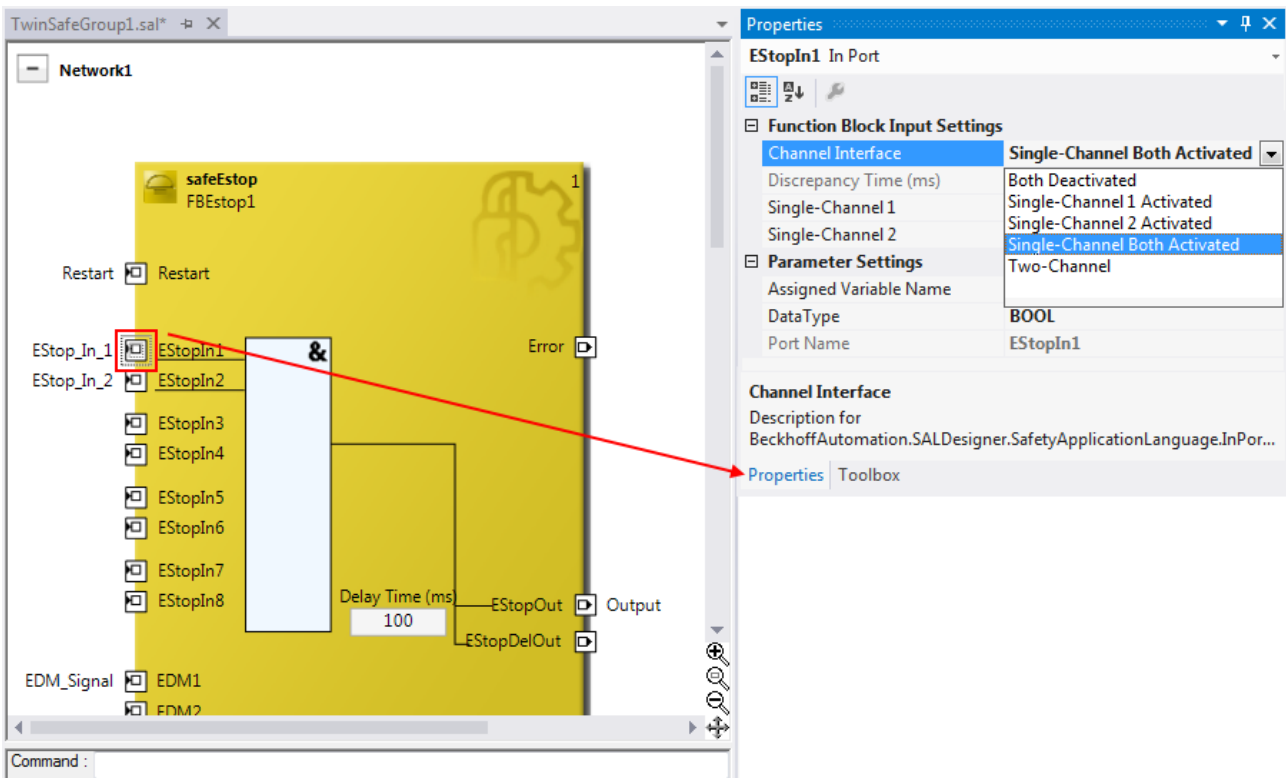 TwinSafeGroup1.sal*
Network1
safeEstop
FBEstop1
1
Restart
Restart
EStop_In_1
EStopIn1
&
Error
EStop_In_2
EStopIn2
EStopIn3
EStopIn4
EStopIn5
EStopIn6
EStopIn7
EStopIn8
Delay Time (ms)
100
EStopOut
Output
EStopDelOut
EDM_Signal
EDM1
EDM2
Command :
Properties
EStopIn1 In Port
Function Block Input Settings
Channel Interface
Single-Channel Both Activated
Discrepancy Time (ms)
Single-Channel 1
Single-Channel 2
Both Deactivated
Single-Channel 1 Activated
Single-Channel 2 Activated
Single-Channel Both Activated
Two-Channel
Parameter Settings
Assigned Variable Name
DataType
BOOL
Port Name
EStopIn1
Channel Interface
Description for
BeckhoffAutomation.SALDesigner.SafetyApplicationLanguage.InPor...
Properties
Toolbox